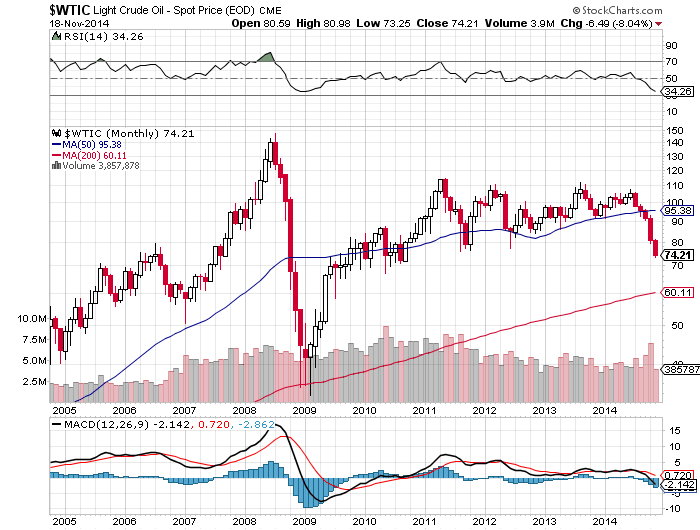 $WTIC Light Crude Oil - Spot Price (EOD) CME © StockCharts.com
18-Nov-2014 Open 80.59 High 80.98 Low 73.25 Close 74.21 Volume 3.9M Chg -6.49 (-8.04%)
RSI(14) 34.26
90
70
50
34.26
30
10
$WTIC (Monthly) 74.21
MA(50) 95.38
MA(200) 60.11
Volume 3,857,878
150
140
130
120
110
100
95.38
90
80
74.21
70
60.11
50
10.0M
7.5M
5.0M
2.5M
385787
2005 2006 2007 2008 2009 2010 2011 2012 2013 2014
MACD(12,26,9) -2.142, 0.720, -2.862
15
10
5
0.720
-2.142
-5
-10
2005 2006 2007 2008 2009 2010 2011 2012 2013 2014